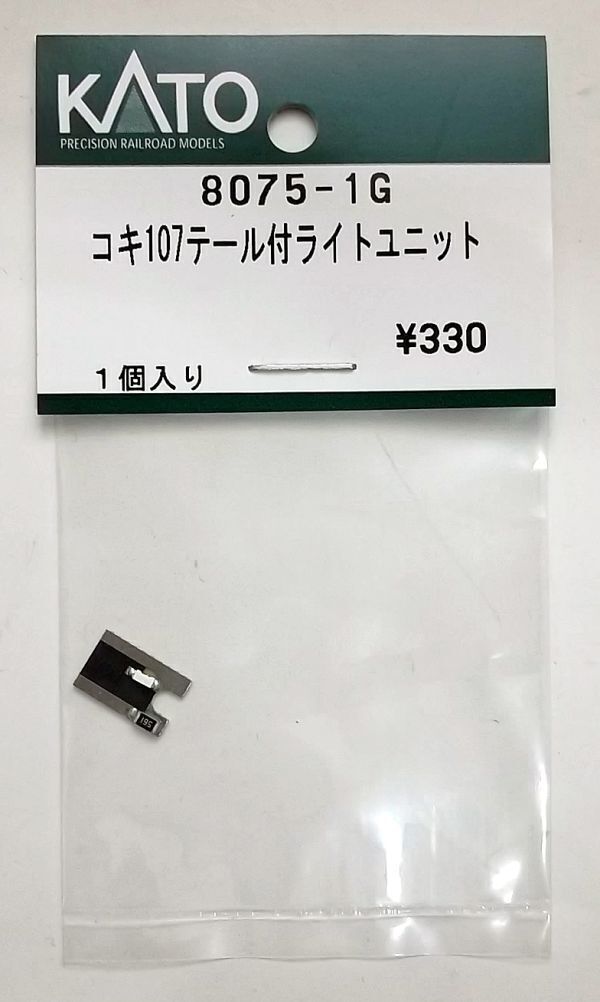 KATO
PRECISION RAILROAD MODELS
8075-1G
コキ107テール付ライトユニット
¥330
1個入り